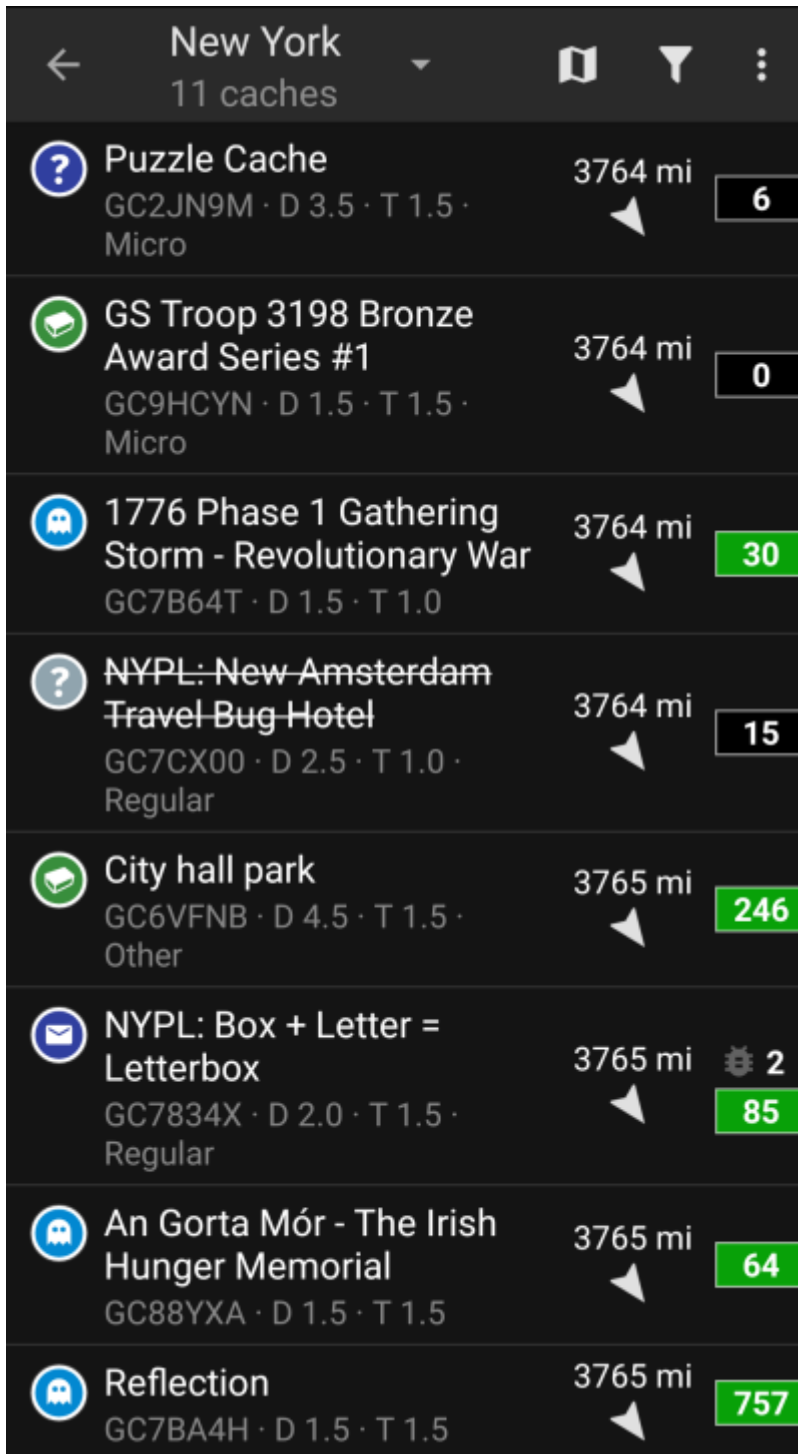 New York
11 caches
Puzzle Cache
GC2JN9M · D 3.5 · T 1.5 ·
Micro
3764 mi
6
GS Troop 3198 Bronze
Award Series #1
GC9HCYN · D 1.5 · T 1.5 ·
Micro
3764 mi
0
1776 Phase 1 Gathering
Storm - Revolutionary War
GC7B64T · D 1.5 · T 1.0
3764 mi
30
NYPL: New Amsterdam
Travel Bug Hotel
GC7CX00 · D 2.5 · T 1.0 ·
Regular
3764 mi
15
City hall park
GC6VFNB · D 4.5 · T 1.5 ·
Other
3765 mi
246
NYPL: Box + Letter =
Letterbox
GC7834X · D 2.0 · T 1.5 ·
Regular
3765 mi
2
85
An Gorta Mór - The Irish
Hunger Memorial
GC88YXA · D 1.5 · T 1.5
3765 mi
64
Reflection
GC7BA4H · D 1.5 · T 1.5
3765 mi
757